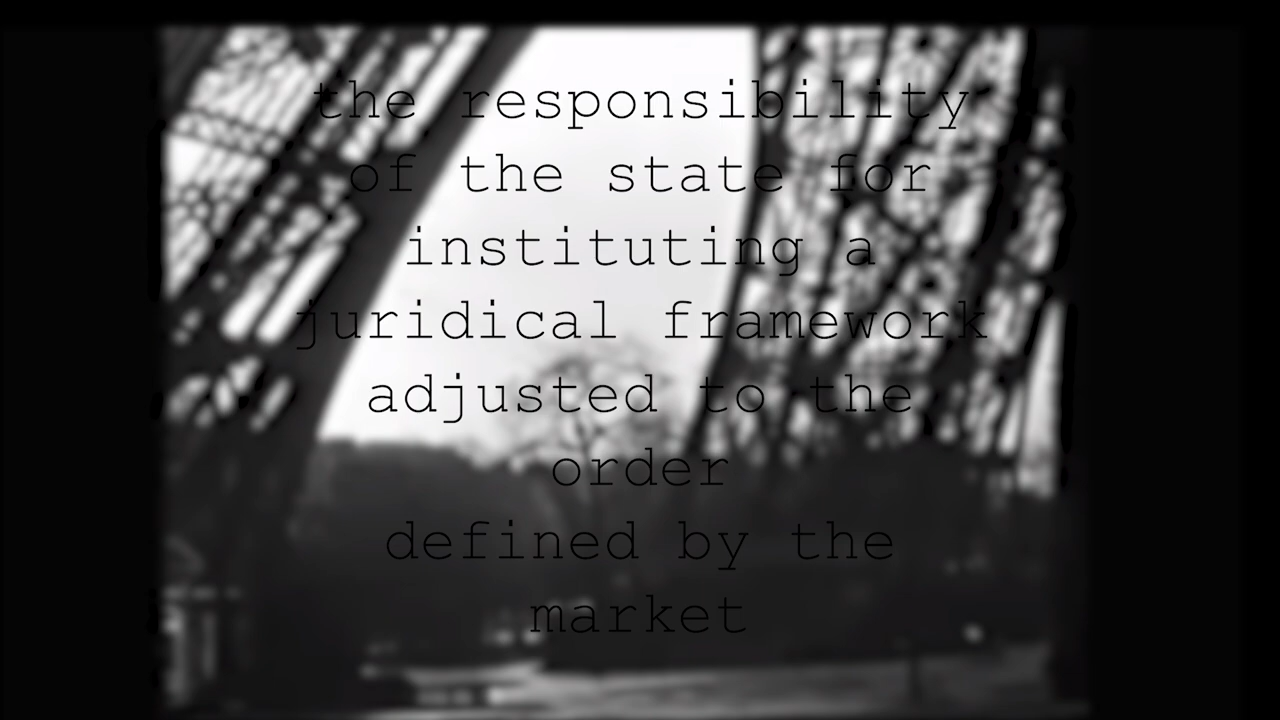 the responsibility
of the state for
instituting a
juridical framework
adjusted to the
order
defined by the
market